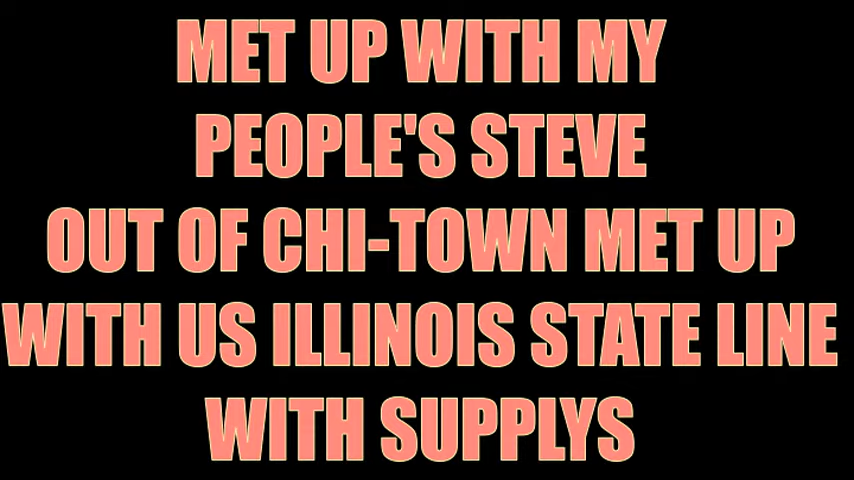 MET UP WITH MY
PEOPLE'S STEVE
OUT OF CHI-TOWN MET UP
WITH US ILLINOIS STATE LINE
WITH SUPPLYS